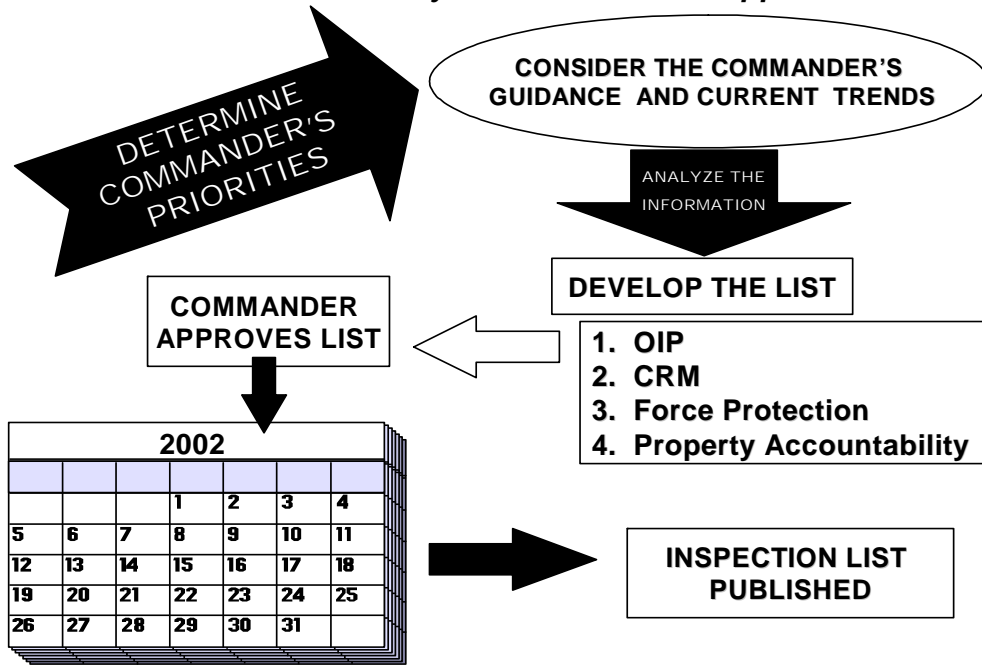 DETERMINE
COMMANDER'S
PRIORITIES
CONSIDER THE COMMANDER'S
GUIDANCE AND CURRENT TRENDS
ANALYZE THE
INFORMATION
DEVELOP THE LIST
1. OIP
2. CRM
3. Force Protection
4. Property Accountability
COMMANDER
APPROVES LIST
2002
1 2 3 4
5 6 7 8 9 10 11
12 13 14 15 16 17 18
19 20 21 22 23 24 25
26 27 28 29 30 31
INSPECTION LIST
PUBLISHED